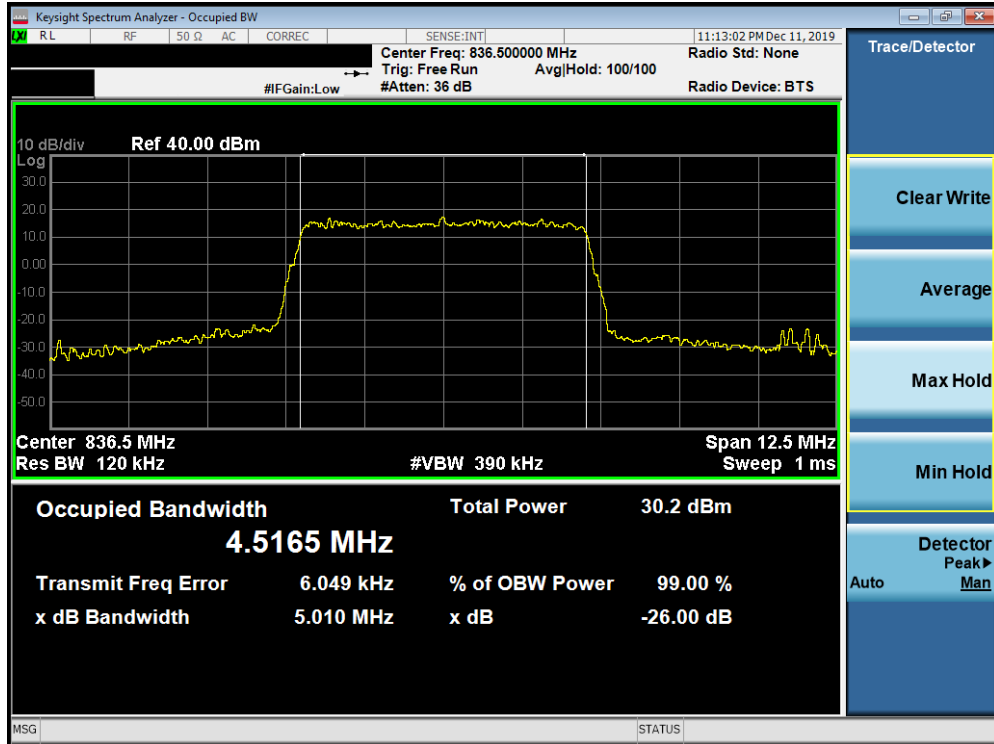 Keysight Spectrum Analyzer - Occupied BW
LXI RL RF 50 Ω AC CORREC SENSE:INT 11:13:02 PM Dec 11, 2019
Center Freq: 836.500000 MHz Radio Std: None
Trig: Free Run Avg|Hold: 100/100
#IFGain:Low #Atten: 36 dB Radio Device: BTS
10 dB/div Ref 40.00 dBm
Log
30.0
20.0
10.0
0.00
-10.0
-20.0
-30.0
-40.0
-50.0
Center 836.5 MHz Span 12.5 MHz
Res BW 120 kHz #VBW 390 kHz Sweep 1 ms
Occupied Bandwidth Total Power 30.2 dBm
4.5165 MHz
Transmit Freq Error 6.049 kHz % of OBW Power 99.00 %
x dB Bandwidth 5.010 MHz x dB -26.00 dB
Trace/Detector
Clear Write
Average
Max Hold
Min Hold
Detector
Peak▶
Auto Man
MSG STATUS